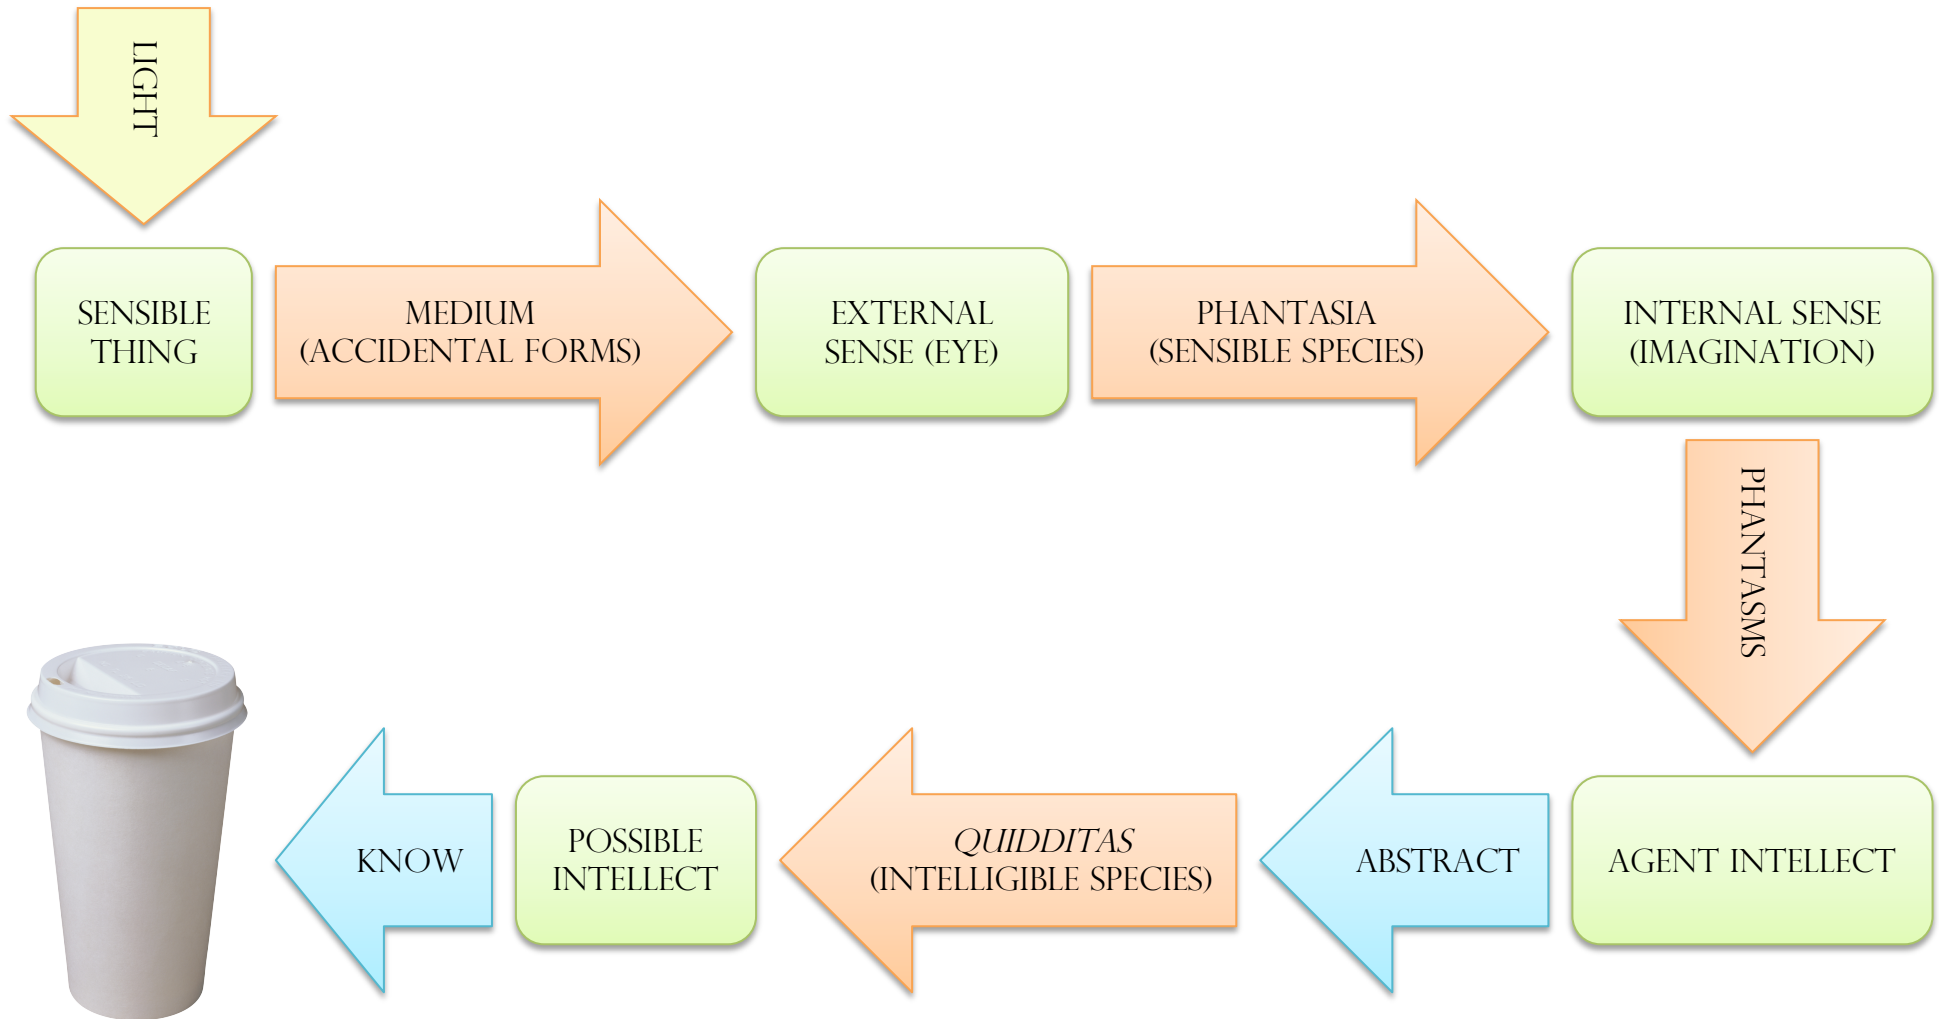 LIGHT
SENSIBLE
THING
MEDIUM
(ACCIDENTAL FORMS)
EXTERNAL
SENSE (EYE)
PHANTASIA
(SENSIBLE SPECIES)
INTERNAL SENSE
(IMAGINATION)
PHANTASMS
AGENT INTELLECT
ABSTRACT
QUIDDITAS
(INTELLIGIBLE SPECIES)
POSSIBLE
INTELLECT
KNOW